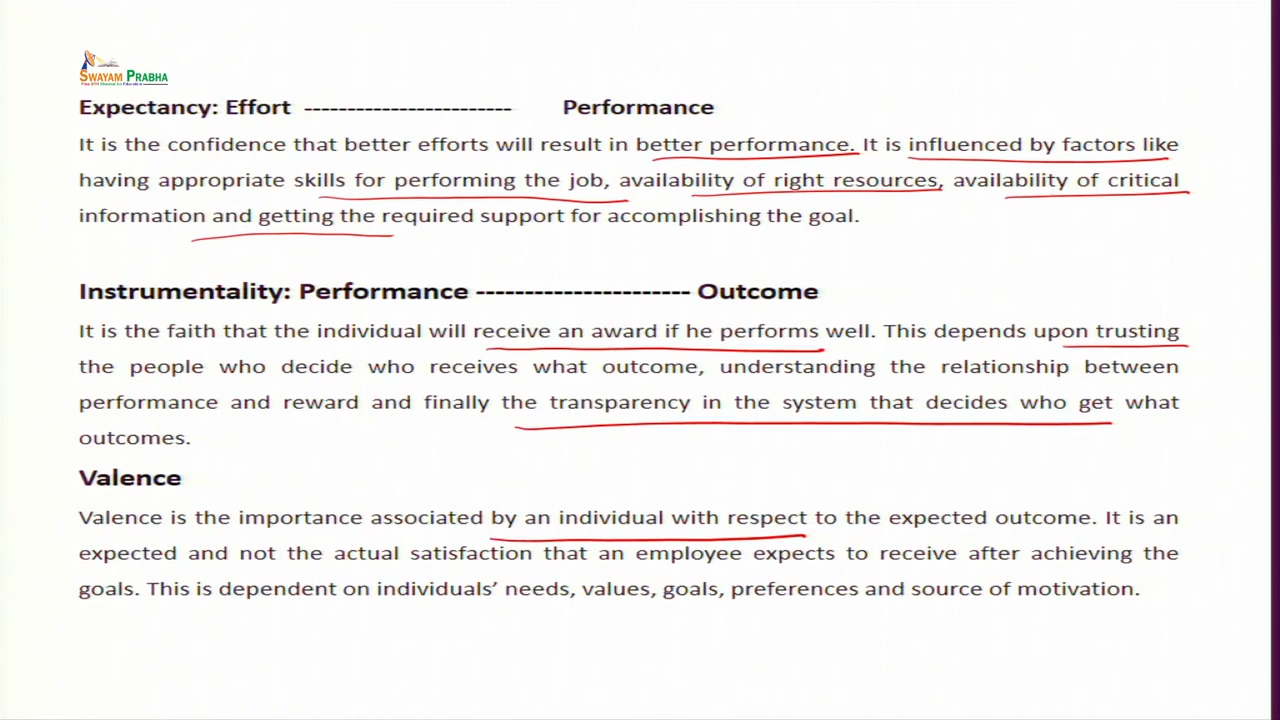 SWAYAM PRABHA
Expectancy: Effort ------------------------ Performance
It is the confidence that better efforts will result in better performance. It is influenced by factors like
having appropriate skills for performing the job, availability of right resources, availability of critical
information and getting the required support for accomplishing the goal.
Instrumentality: Performance ---------------------- Outcome
It is the faith that the individual will receive an award if he performs well. This depends upon trusting
the people who decide who receives what outcome, understanding the relationship between
performance and reward and finally the transparency in the system that decides who get what
outcomes.
Valence
Valence is the importance associated by an individual with respect to the expected outcome. It is an
expected and not the actual satisfaction that an employee expects to receive after achieving the
goals. This is dependent on individuals’ needs, values, goals, preferences and source of motivation.